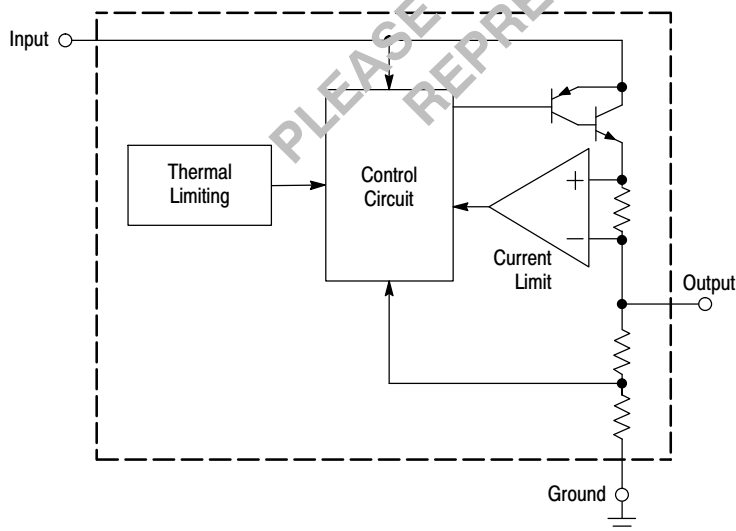 PLEASE
REPRE
Input
Thermal
Limiting
Control
Circuit
+
−
Current
Limit
Output
Ground